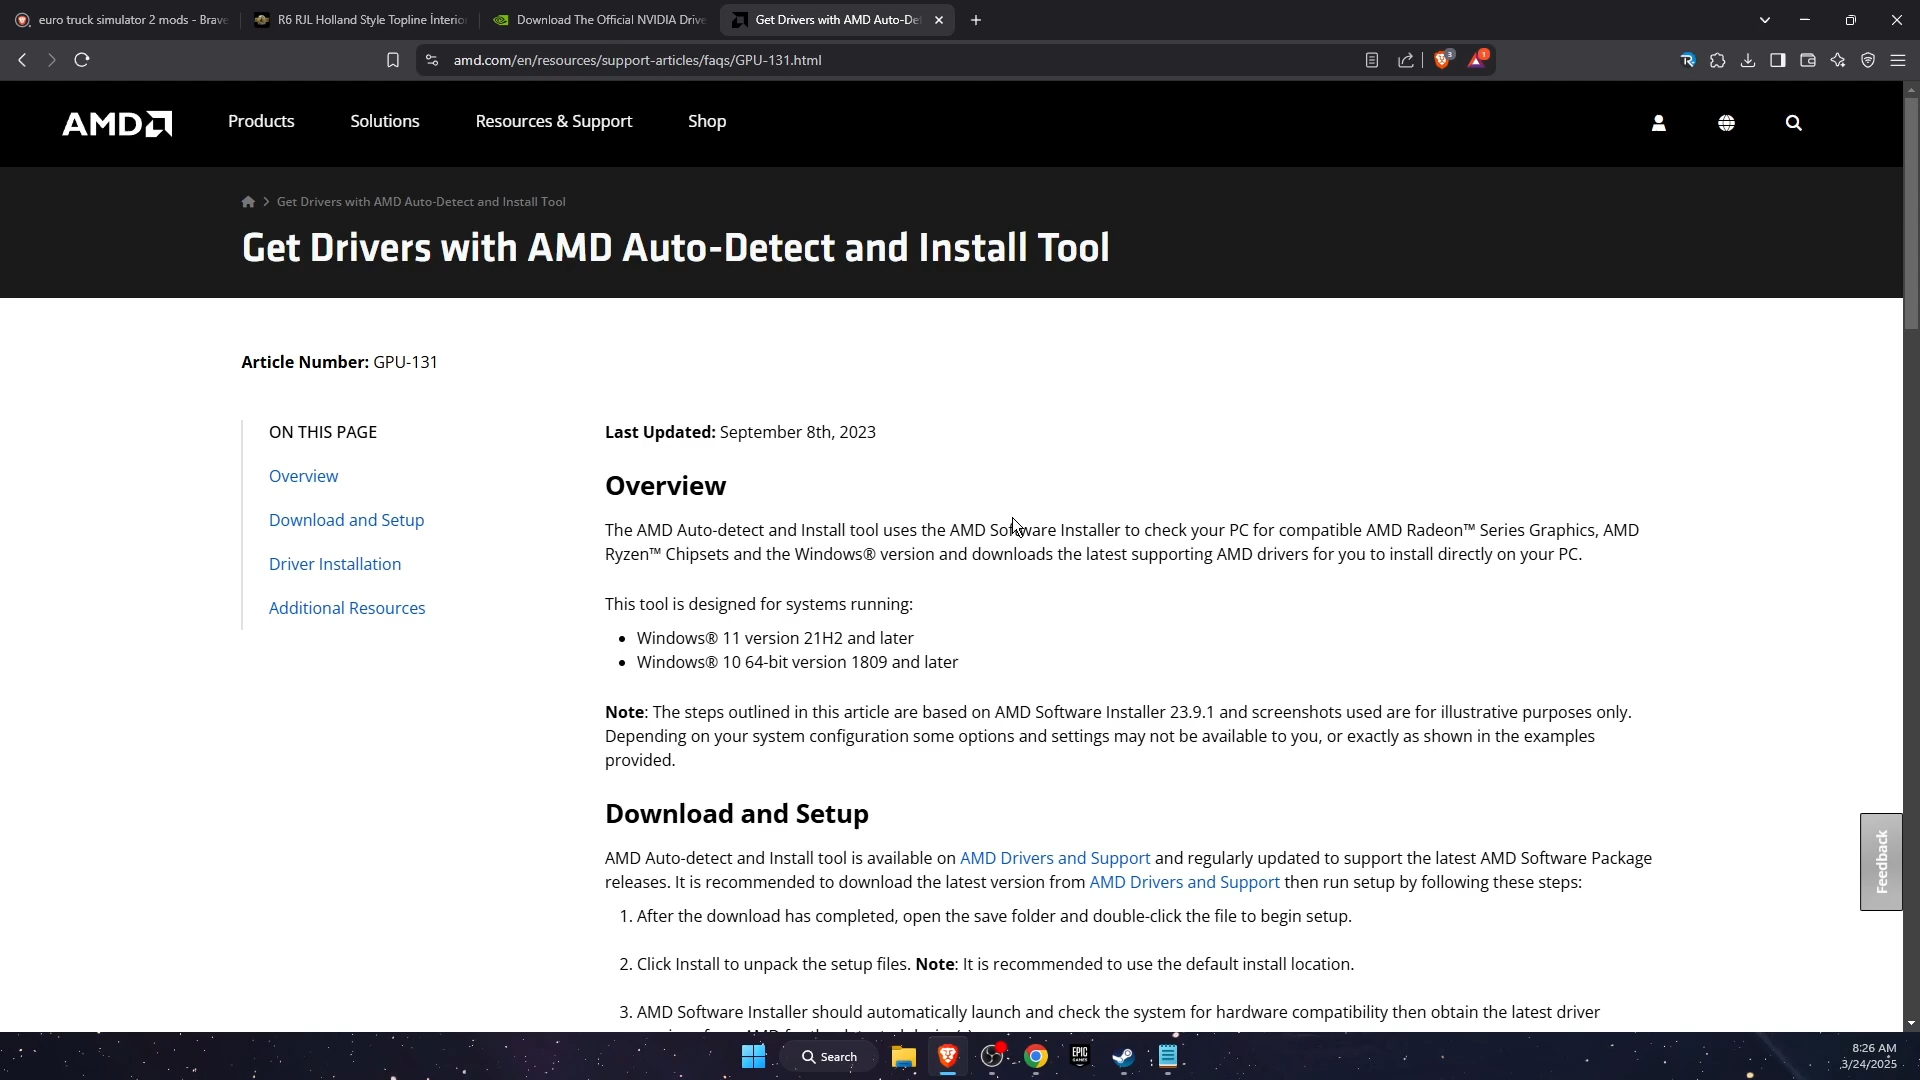 euro truck simulator 2 mods - Brave
R6 RJL Holland Style Topline İnterio
Download The Official NVIDIA Drive
Get Drivers with AMD Auto-De
amd.com/en/resources/support-articles/faqs/GPU-131.html
3
1
AMD
Products
Solutions
Resources & Support
Shop
Get Drivers with AMD Auto-Detect and Install Tool
Get Drivers with AMD Auto-Detect and Install Tool
Article Number: GPU-131
ON THIS PAGE
Overview
Download and Setup
Driver Installation
Additional Resources
Last Updated: September 8th, 2023
Overview
The AMD Auto-detect and Install tool uses the AMD Software Installer to check your PC for compatible AMD Radeon™ Series Graphics, AMD
Ryzen™ Chipsets and the Windows® version and downloads the latest supporting AMD drivers for you to install directly on your PC.
This tool is designed for systems running:
• Windows® 11 version 21H2 and later
• Windows® 10 64-bit version 1809 and later
Note: The steps outlined in this article are based on AMD Software Installer 23.9.1 and screenshots used are for illustrative purposes only.
Depending on your system configuration some options and settings may not be available to you, or exactly as shown in the examples
provided.
Download and Setup
AMD Auto-detect and Install tool is available on AMD Drivers and Support and regularly updated to support the latest AMD Software Package
releases. It is recommended to download the latest version from AMD Drivers and Support then run setup by following these steps:
1. After the download has completed, open the save folder and double-click the file to begin setup.
2. Click Install to unpack the setup files. Note: It is recommended to use the default install location.
3. AMD Software Installer should automatically launch and check the system for hardware compatibility then obtain the latest driver
Feedback
Search
EPIC
GAMES
8:26 AM
3/24/2025